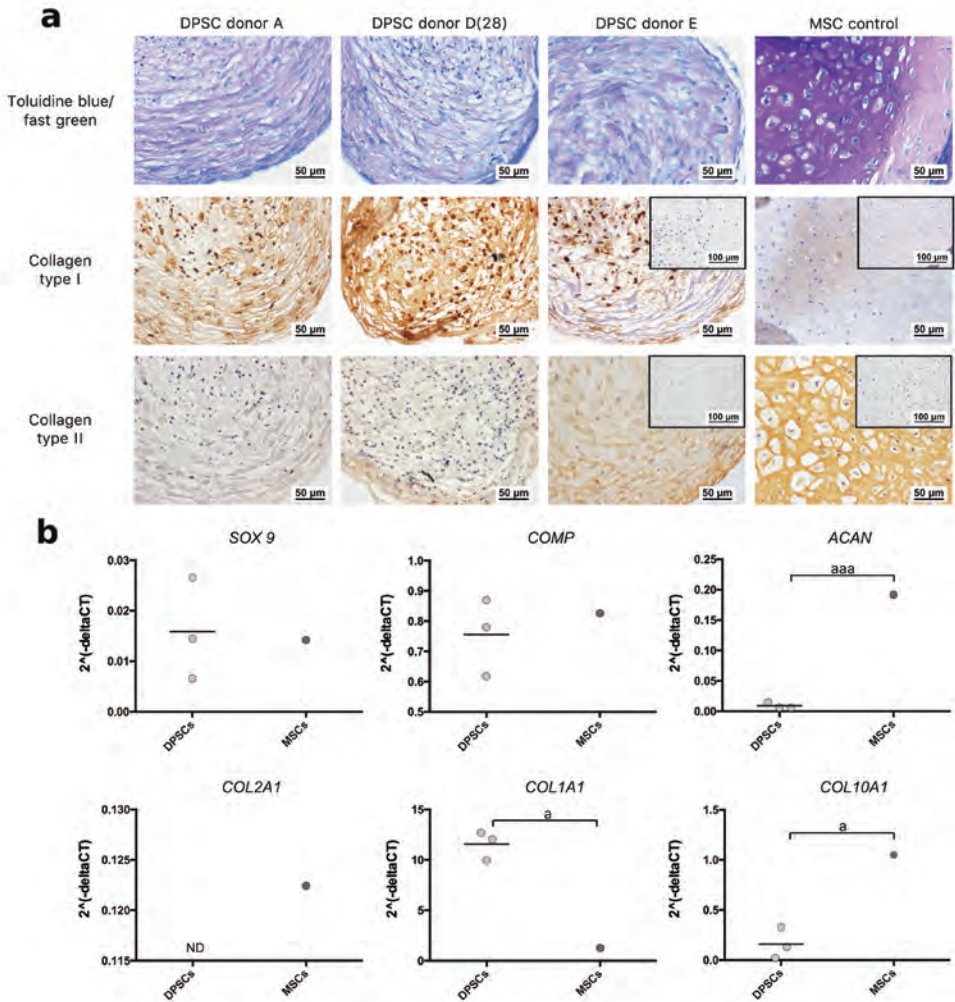 a
DPSC donor A
DPSC donor D(28)
DPSC donor E
MSC control
Toluidine blue/
fast green
50 µm
50 µm
50 µm
50 µm
Collagen
type I
100 µm
100 µm
50 µm
50 µm
50 µm
50 µm
Collagen
type II
100 µm
100 µm
50 µm
50 µm
50 µm
50 µm
b
SOX 9
2^(-deltaCT)
0.03
0.02
0.01
0.00
DPSCs
MSCs
COMP
2^(-deltaCT)
1.0
0.9
0.8
0.7
0.6
0.5
DPSCs
MSCs
ACAN
2^(-deltaCT)
0.25
0.20
0.15
0.10
0.05
0.00
aaa
DPSCs
MSCs
COL2A1
2^(-deltaCT)
0.130
0.125
0.120
0.115
ND
DPSCs
MSCs
COL1A1
2^(-deltaCT)
15
10
5
0
a
DPSCs
MSCs
COL10A1
2^(-deltaCT)
1.5
1.0
0.5
0.0
a
DPSCs
MSCs